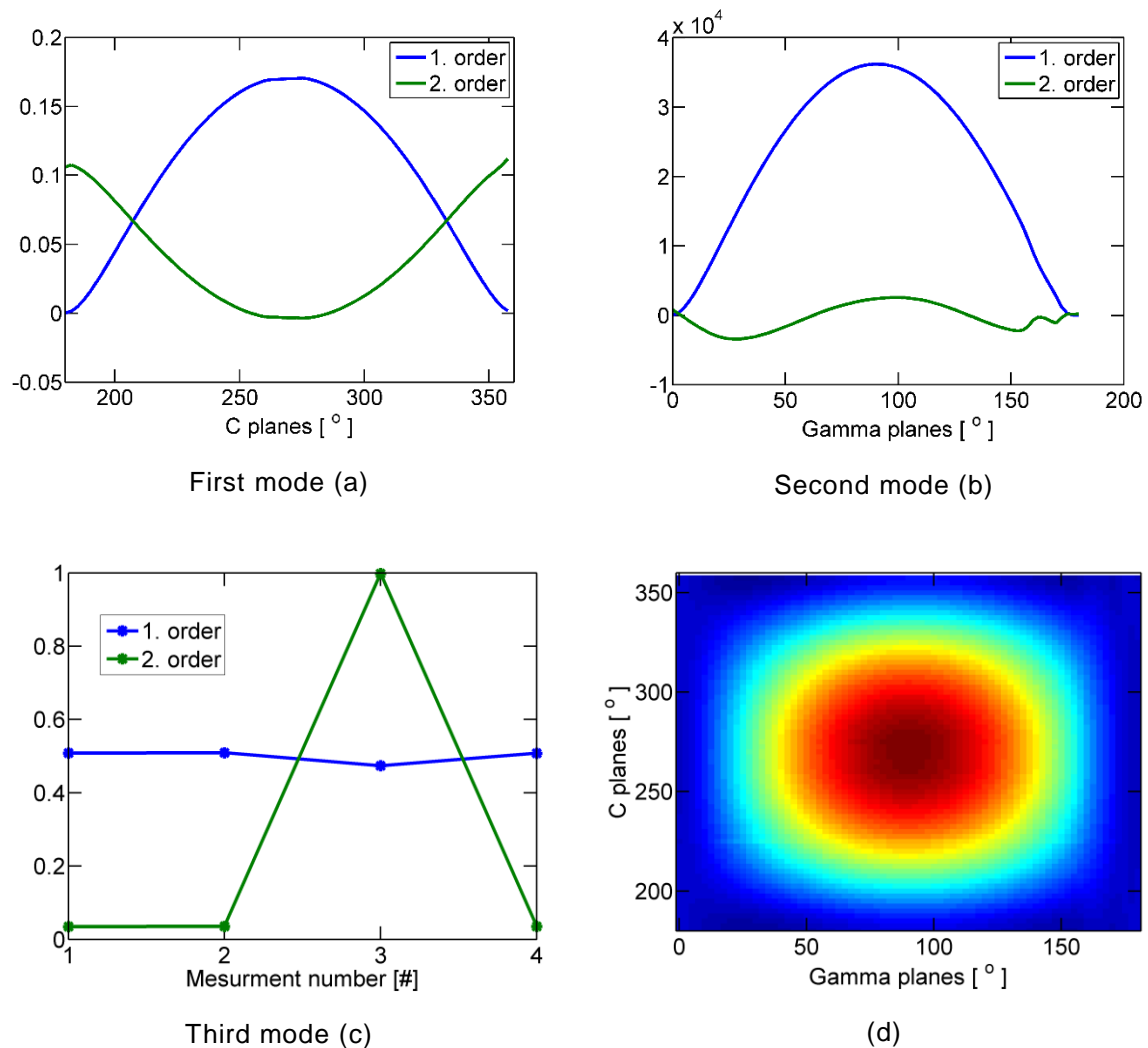 0.2
0.15
0.1
0.05
0
-0.05
200
250
300
350
C planes [ ° ]
1. order
2. order
First mode (a)
x 10⁴
4
3
2
1
0
-1
0
50
100
150
200
Gamma planes [ ° ]
1. order
2. order
Second mode (b)
1
0.8
0.6
0.4
0.2
0
1
2
3
4
Mesurment number [#]
1. order
2. order
Third mode (c)
350
300
250
200
C planes [ ° ]
0
50
100
150
Gamma planes [ ° ]
(d)